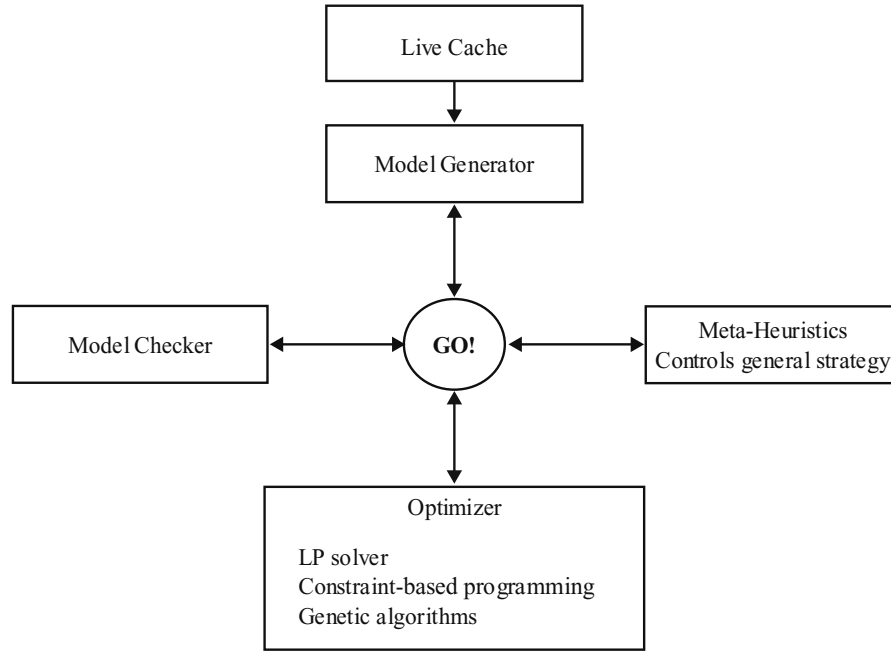 Live Cache
Model Generator
Model Checker
GO!
Meta-Heuristics
Controls general strategy
Optimizer
LP solver
Constraint-based programming
Genetic algorithms